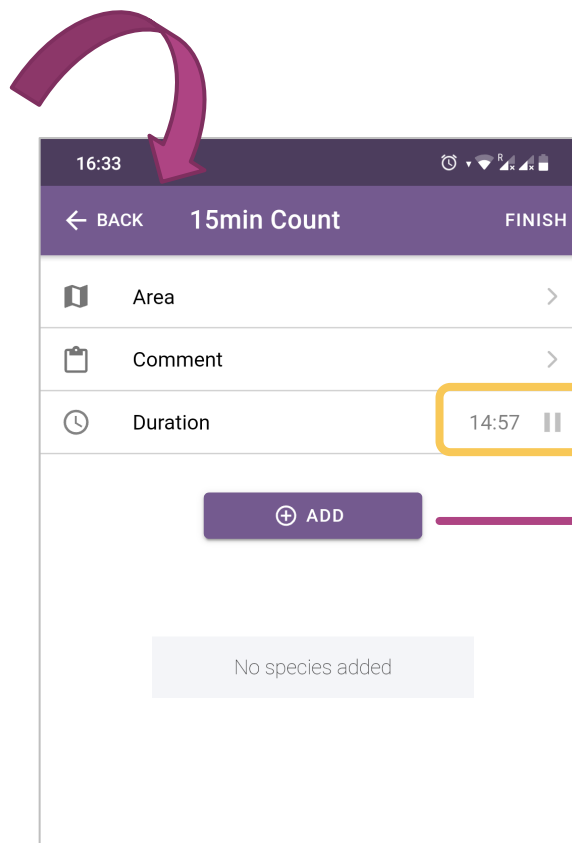 16:33
R
BACK 15min Count FINISH
Area
Comment
Duration 14:57
ADD
No species added